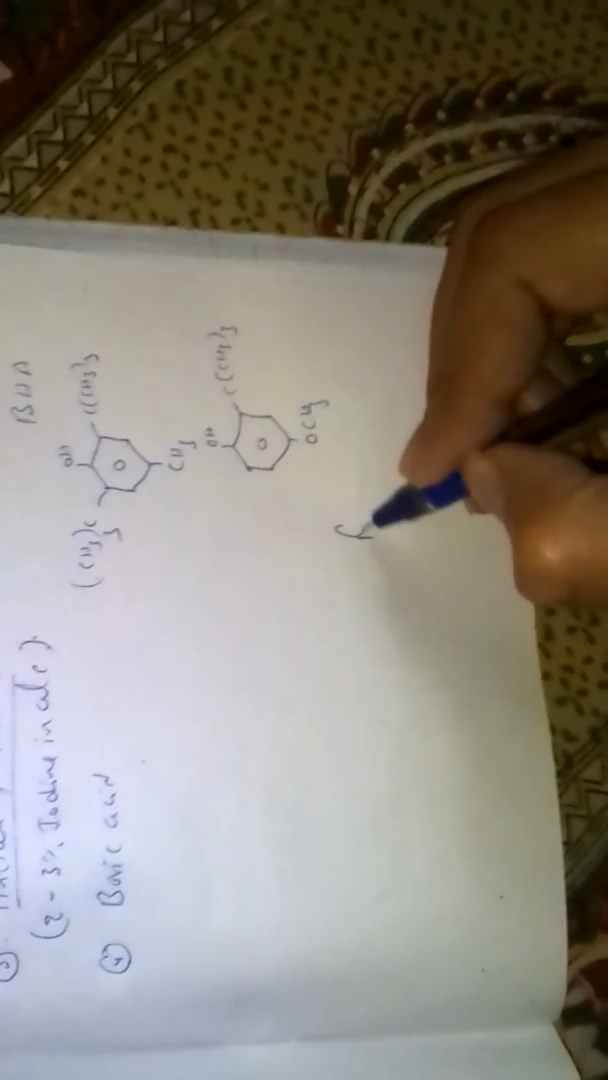 BHA
(2-3% Iodine in alc).
④ Boric acid
OH
(CH3)3C
C(CH3)3
CH3
OH
C(CH3)3
OCH3